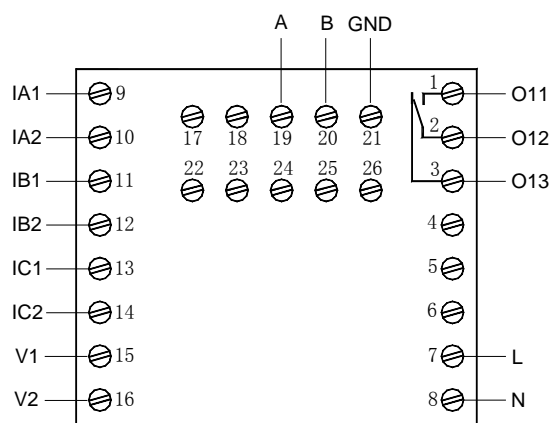 A B GND
IA1 9 1 O11
IA2 10 17 18 19 20 21 2 O12
IB1 11 22 23 24 25 26 3 O13
IB2 12 4
IC1 13 5
IC2 14 6
V1 15 7 L
V2 16 8 N